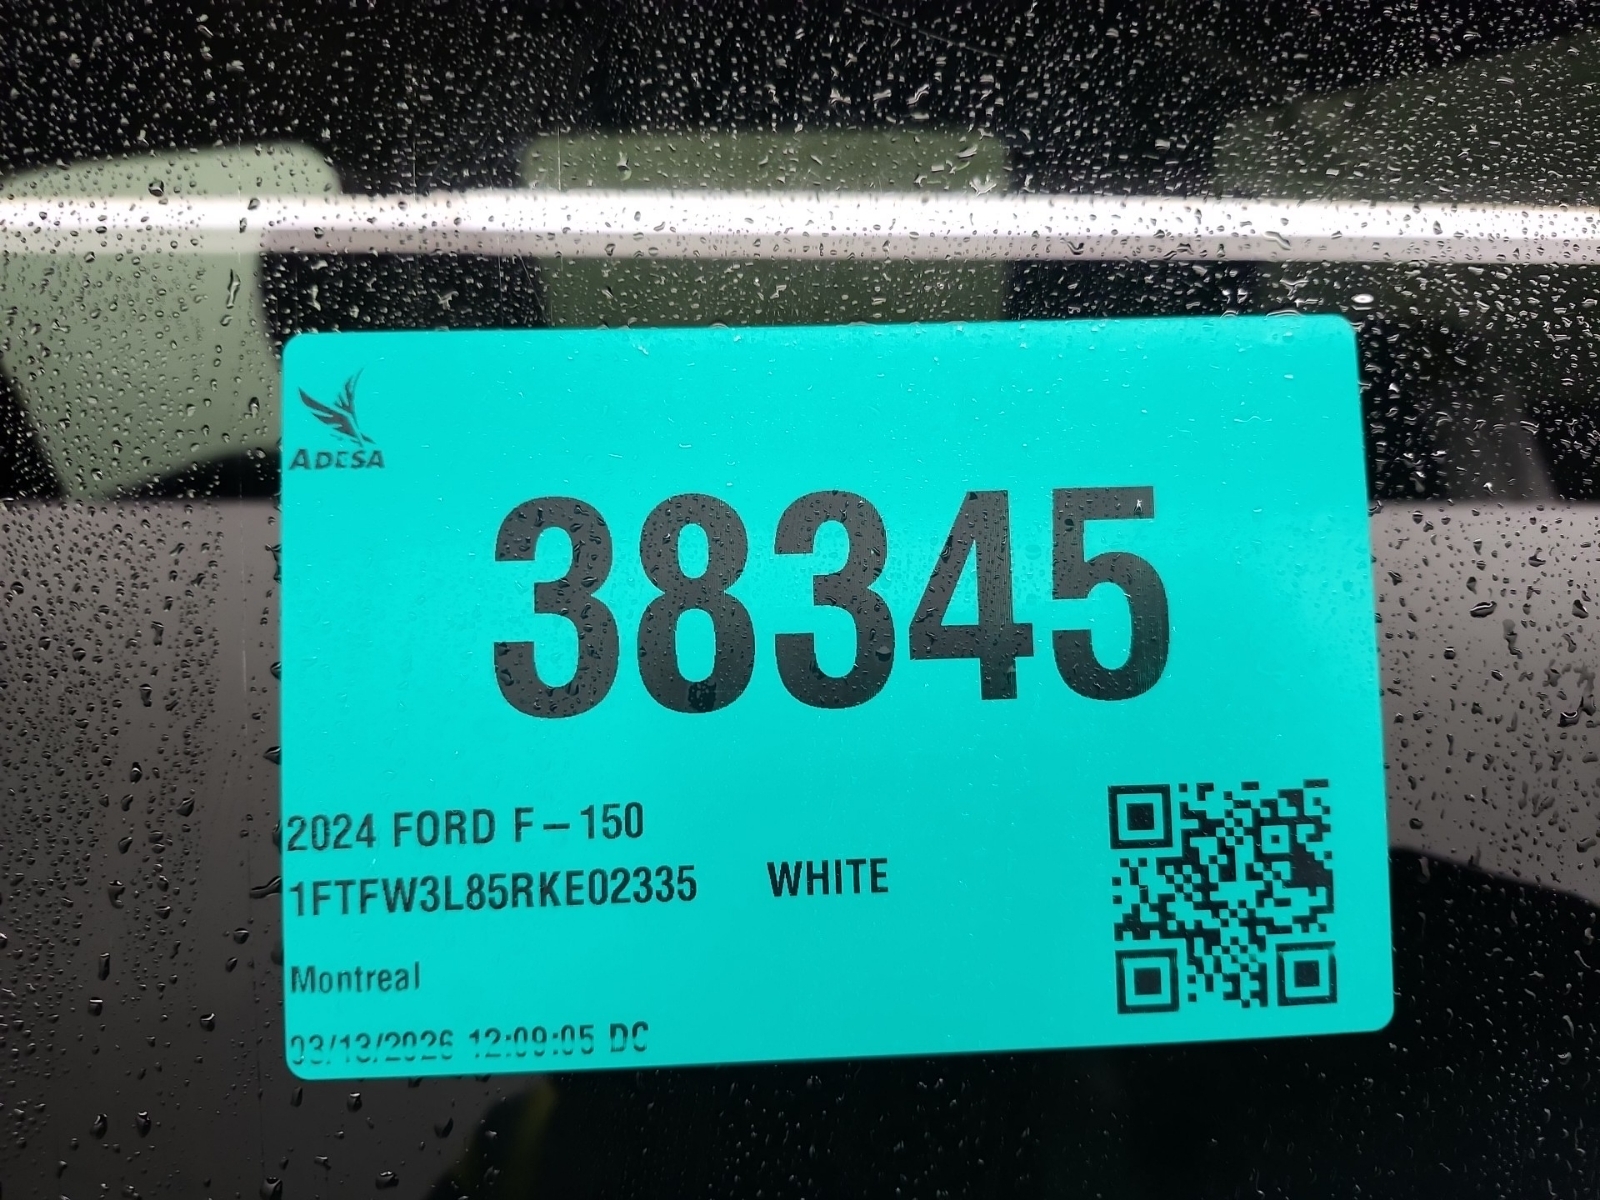 ADESA
38345
2024 FORD F-150
1FTFW3L85RKE02335 WHITE
Montreal
03/13/2026 12:09:05 DC